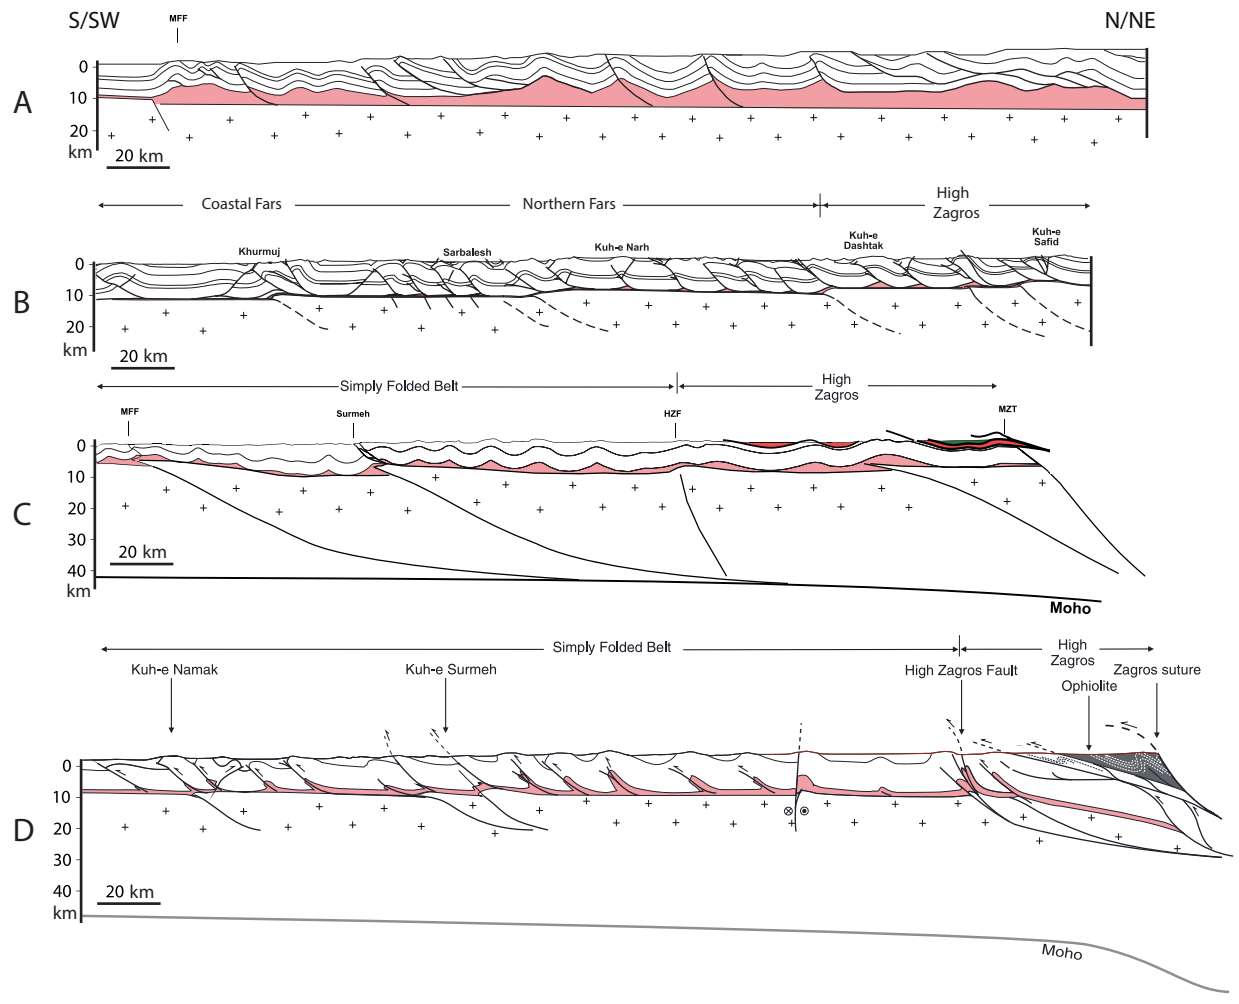 S/SW
MFF
N/NE
A
0
10
20
km
20 km
Coastal Fars
Northern Fars
High
Zagros
B
Khurmuj
Sarbalesh
Kuh-e Narh
Kuh-e
Dashtak
Kuh-e
Safid
0
10
20
km
20 km
Simply Folded Belt
High
Zagros
C
MFF
Surmeh
HZF
MZT
0
10
20
30
40
km
20 km
Moho
Simply Folded Belt
High
Zagros
Kuh-e Namak
Kuh-e Surmeh
High Zagros Fault
Ophiolite
Zagros suture
D
0
10
20
30
40
km
20 km
Moho